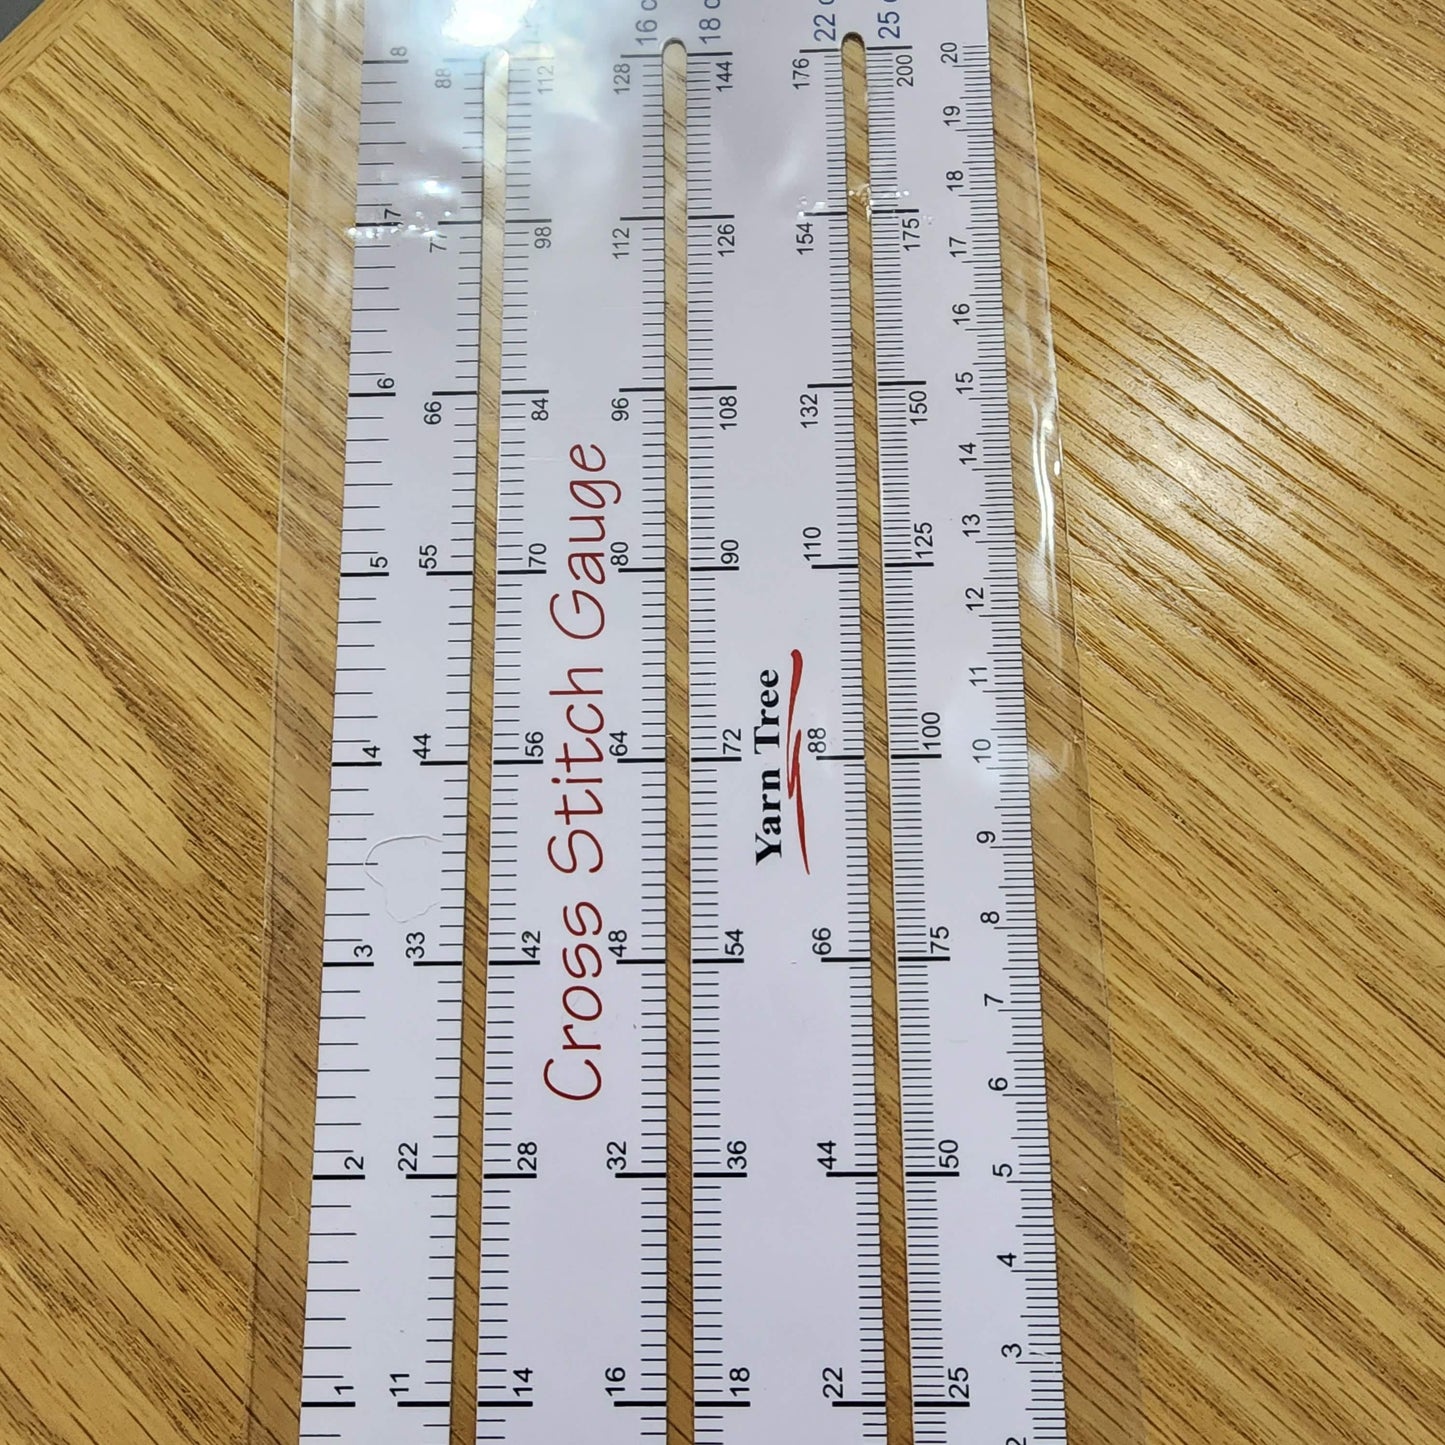 8 7 6 5 4 3 2 1
88 77 66 55 44 33 22 11
112 98 84 70 56 42 28 14
Cross Stitch Gauge
16 c
128 112 96 80 64 48 32 16
18 c
144 126 108 90 72 54 36 18
Yarn Tree
22 c
176 154 132 110 88 66 44 22
25 c
200 175 150 125 100 75 50 25
20 19 18 17 16 15 14 13 12 11 10 9 8 7 6 5 4 3 2